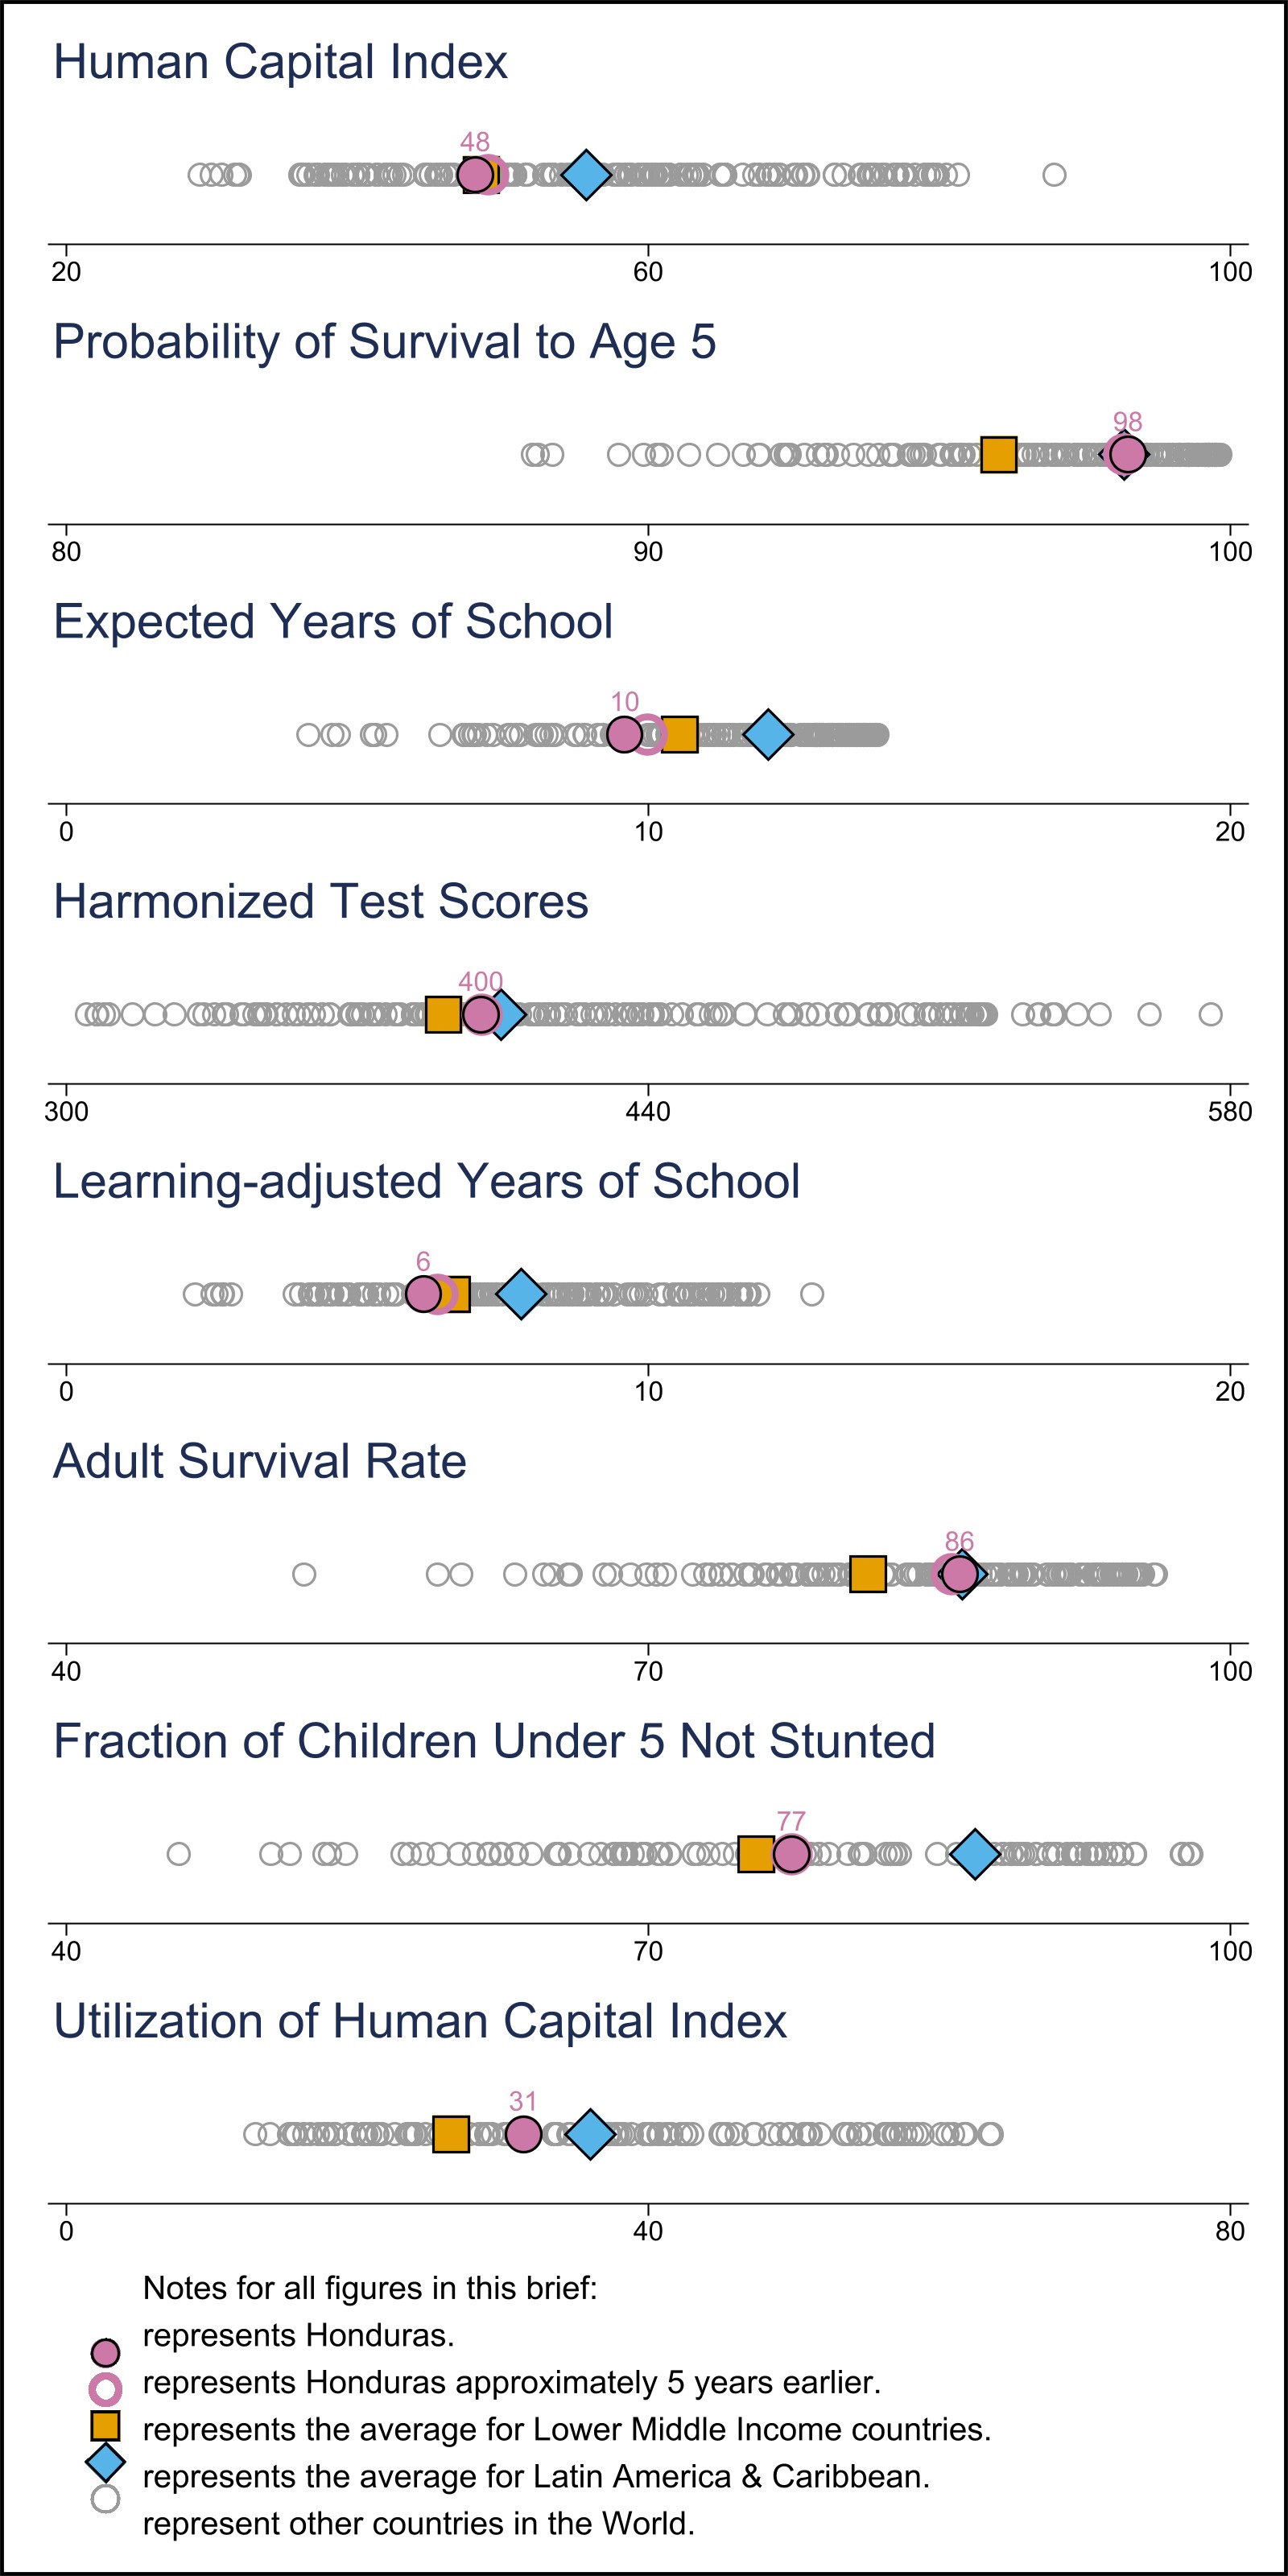 Human Capital Index
48
20 60 100
Probability of Survival to Age 5
98
80 90 100
Expected Years of School
10
0 10 20
Harmonized Test Scores
400
300 440 580
Learning-adjusted Years of School
6
0 10 20
Adult Survival Rate
86
40 70 100
Fraction of Children Under 5 Not Stunted
77
40 70 100
Utilization of Human Capital Index
31
0 40 80
Notes for all figures in this brief:
represents Honduras.
represents Honduras approximately 5 years earlier.
represents the average for Lower Middle Income countries.
represents the average for Latin America & Caribbean.
represent other countries in the World.